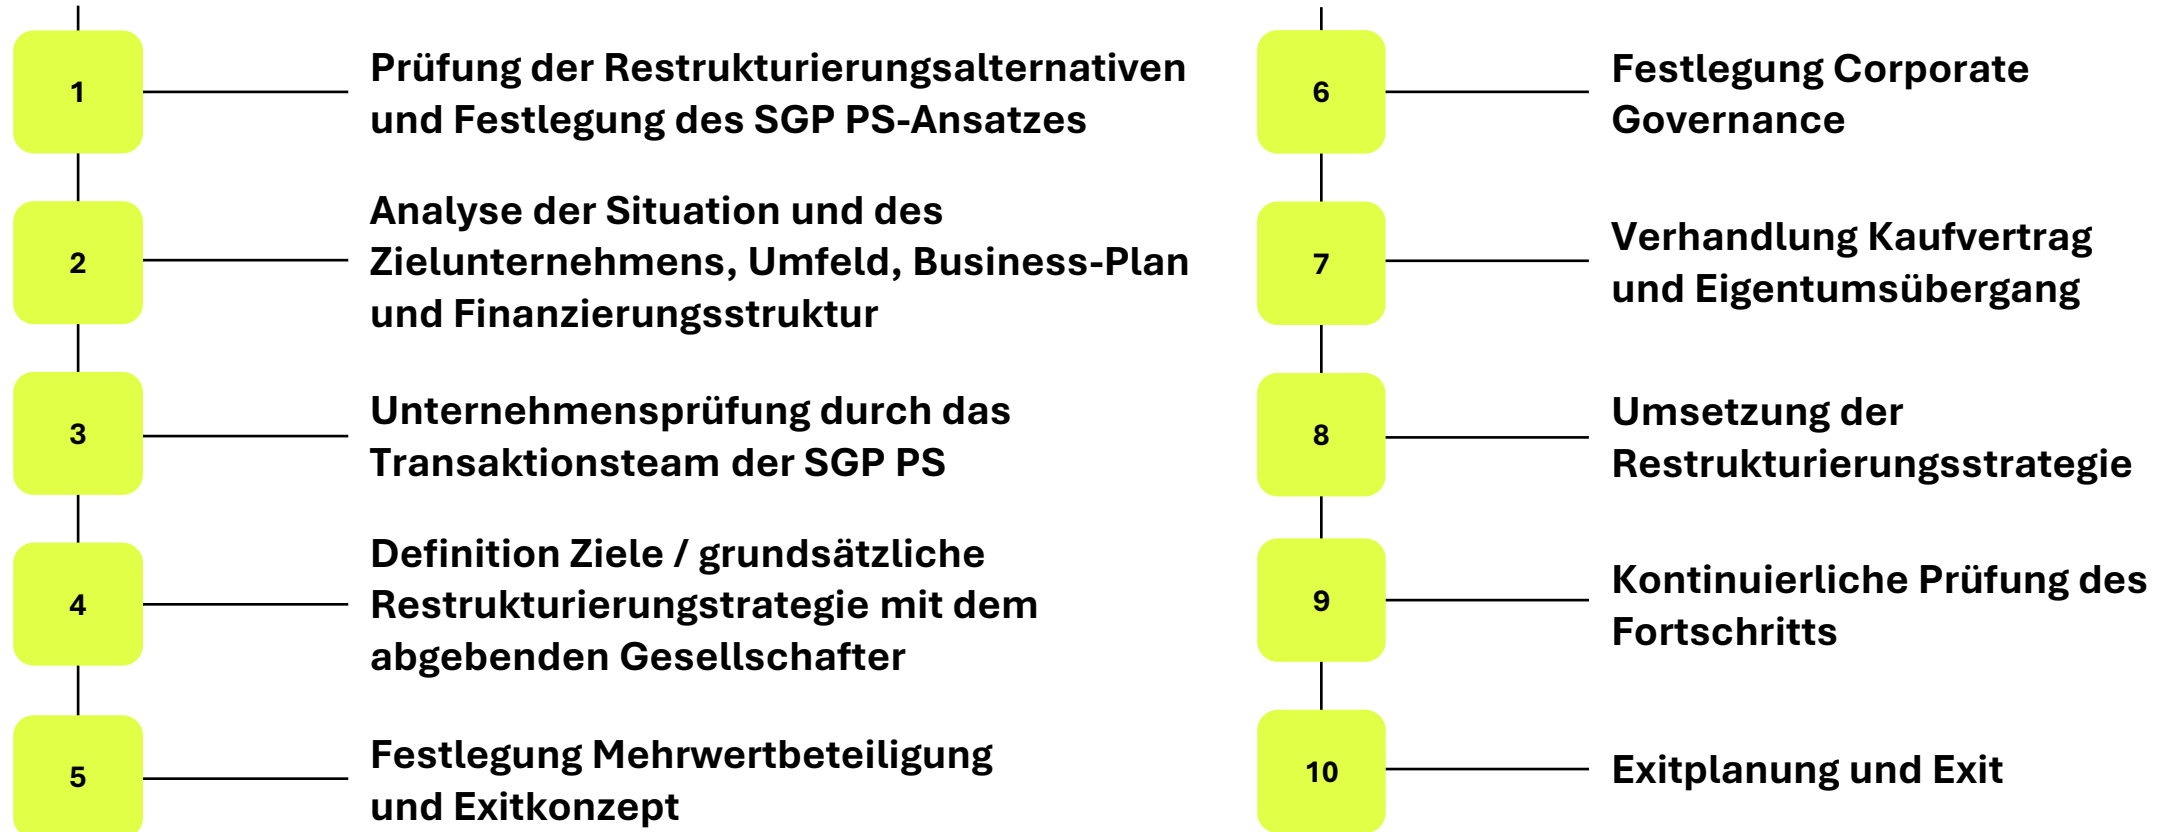 1
Prüfung der Restrukturierungsalternativen
und Festlegung des SGP PS-Ansatzes
2
Analyse der Situation und des
Zielunternehmens, Umfeld, Business-Plan
und Finanzierungsstruktur
3
Unternehmensprüfung durch das
Transaktionsteam der SGP PS
4
Definition Ziele / grundsätzliche
Restrukturierungstrategie mit dem
abgebenden Gesellschafter
5
Festlegung Mehrwertbeteiligung
und Exitkonzept
6
Festlegung Corporate
Governance
7
Verhandlung Kaufvertrag
und Eigentumsübergang
8
Umsetzung der
Restrukturierungsstrategie
9
Kontinuierliche Prüfung des
Fortschritts
10
Exitplanung und Exit